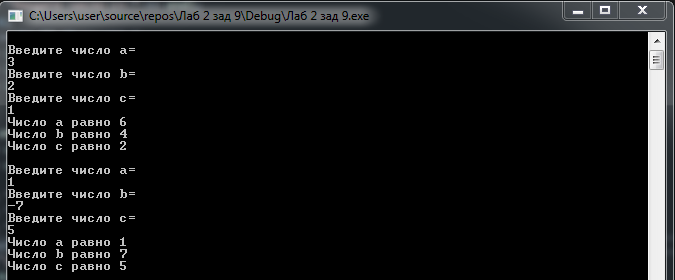 C:\Users\user\source\repos\Лаб 2 зад 9\Debug\Лаб 2 зад 9.exe
Введите число a=
3
Введите число b=
2
Введите число c=
1
Число a равно 6
Число b равно 4
Число c равно 2
Введите число a=
1
Введите число b=
-7
Введите число c=
5
Число a равно 1
Число b равно 7
Число c равно 5